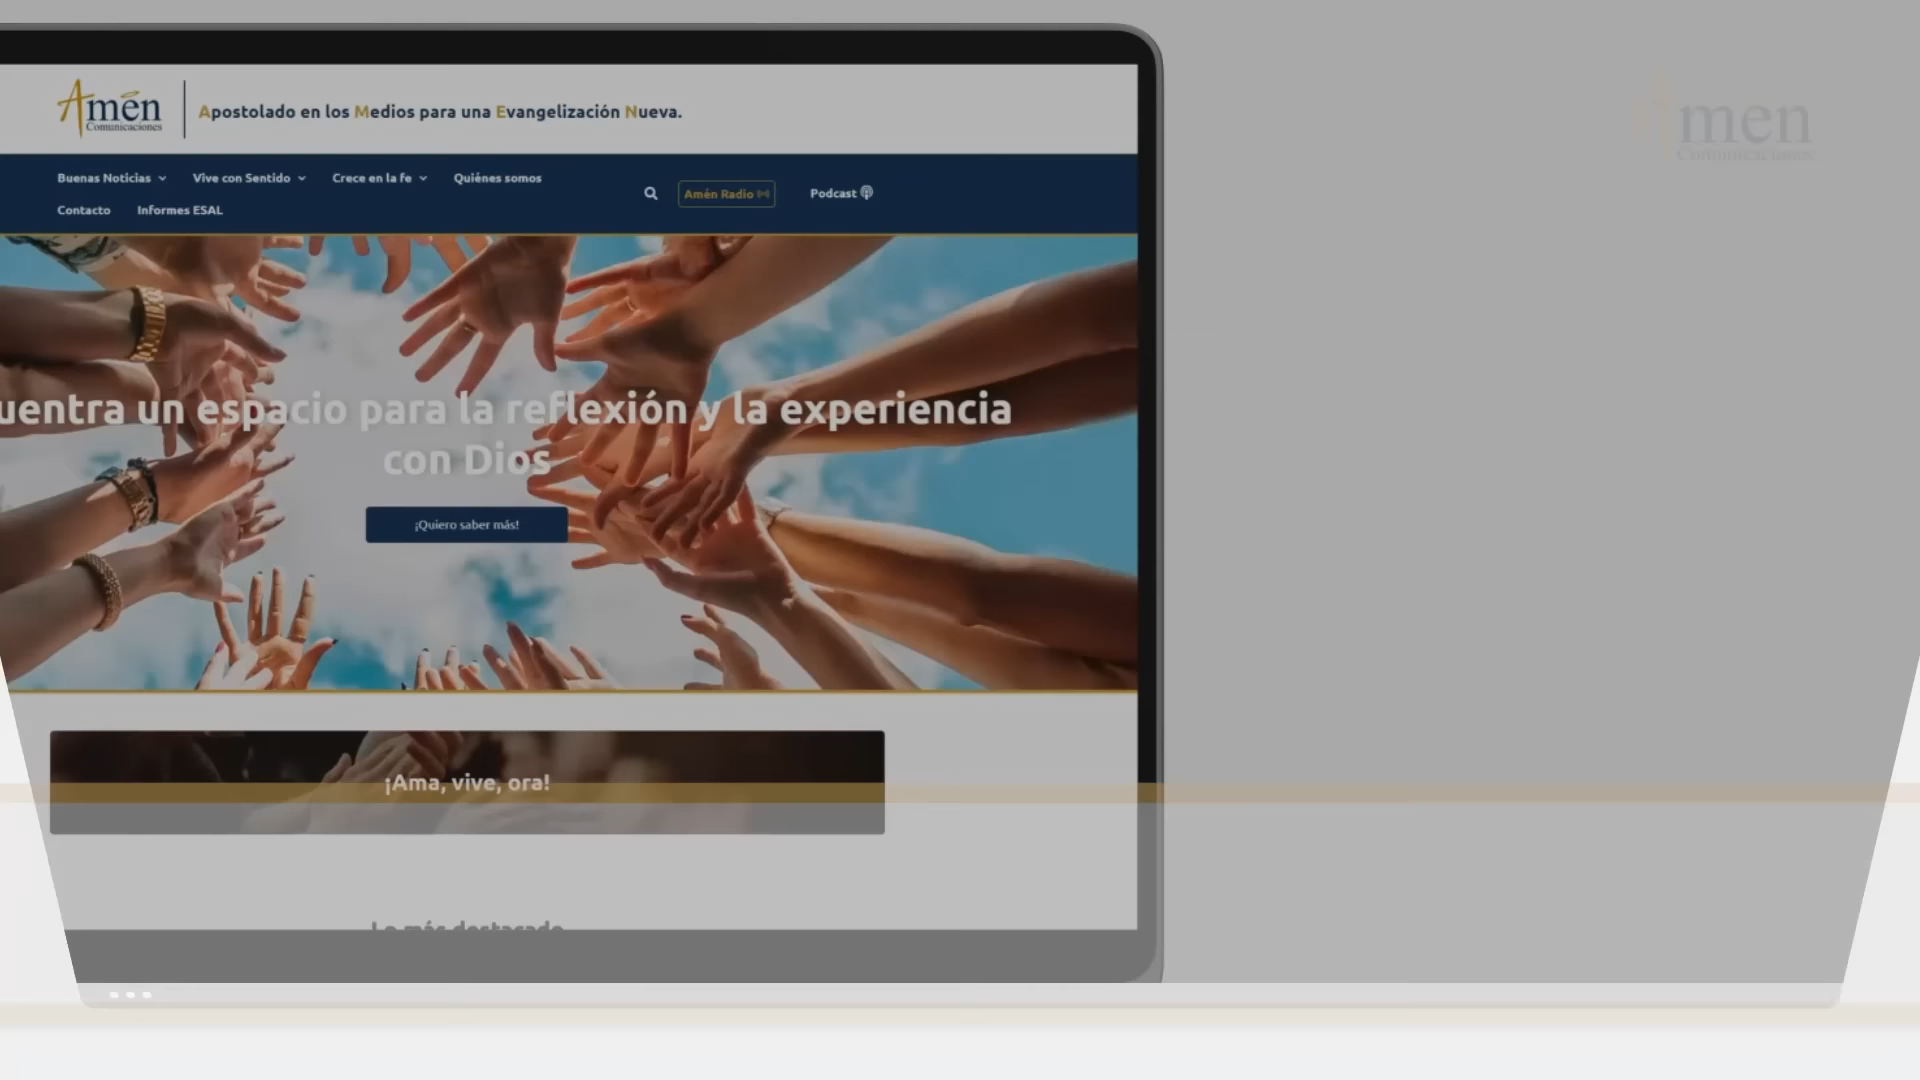 Amén
Comunicaciones
Apostolado en los Medios para una Evangelización Nueva.
Buenas Noticias
Vive con Sentido
Crece en la fe
Quiénes somos
Contacto
Informes ESAL
Amén Radio
Podcast
uentra un espacio para la reflexión y la experiencia
con Dios
¡Quiero saber más!
¡Ama, vive, ora!
Lo más destacado
men
Comunicaciones